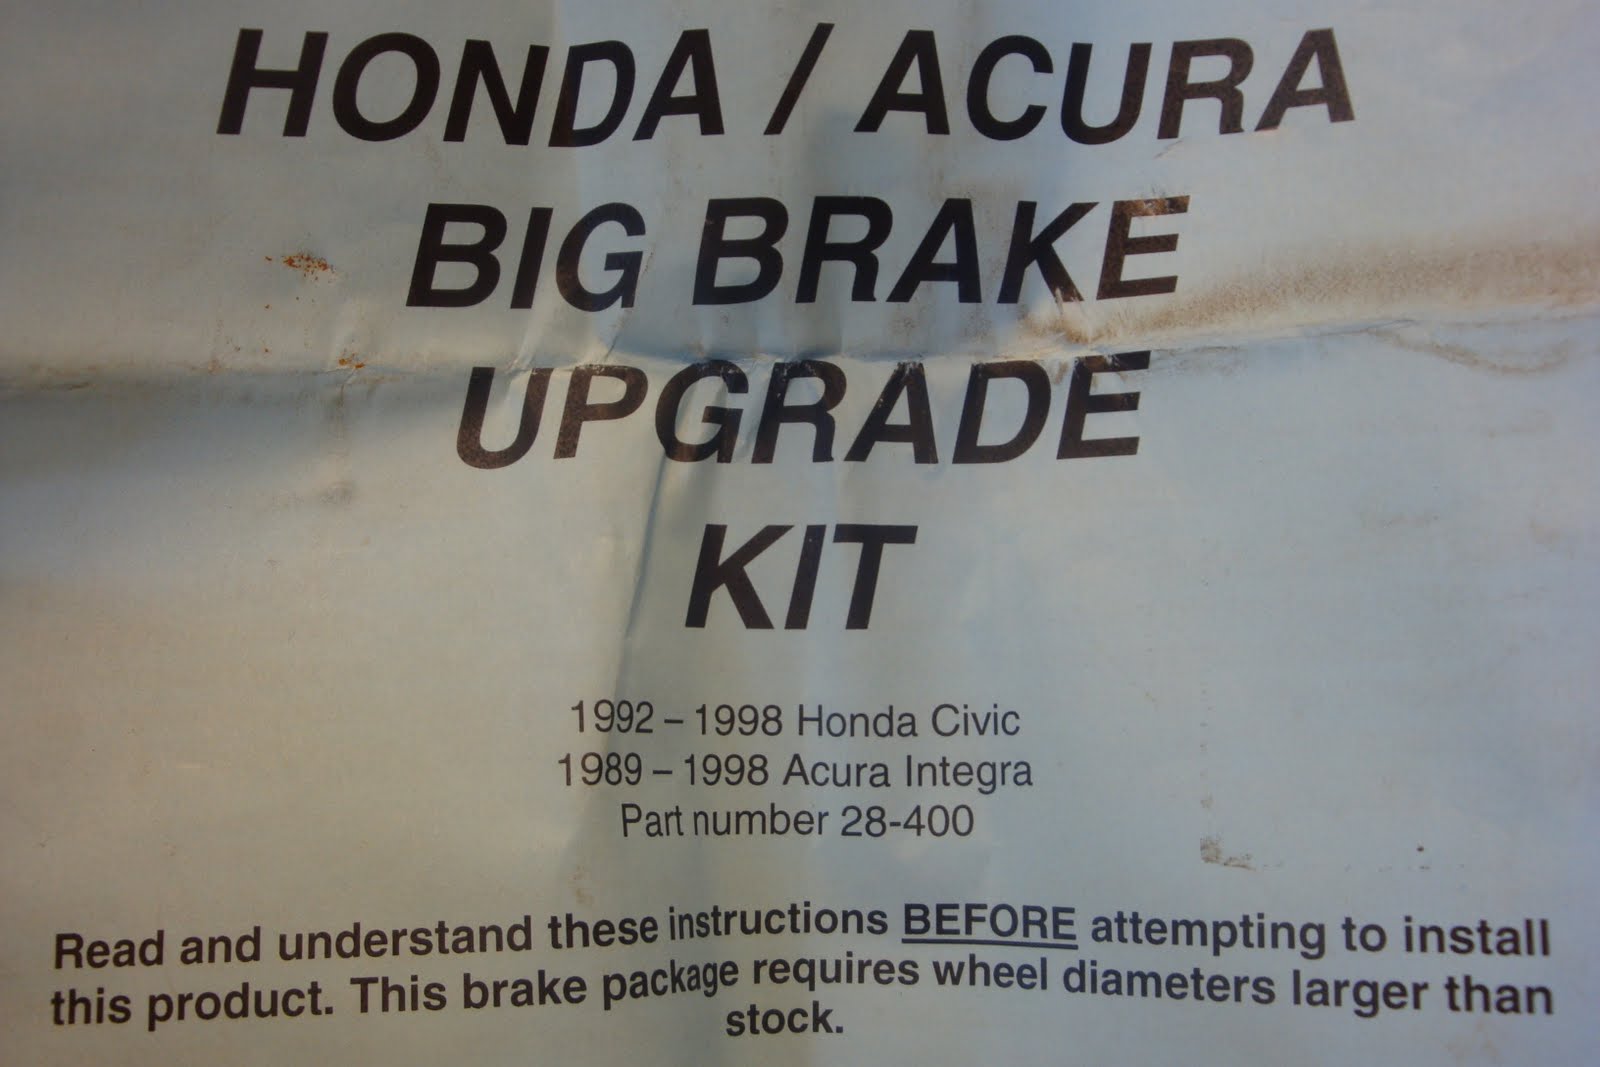 HONDA / ACURA
BIG BRAKE
UPGRADE
KIT
1992 – 1998 Honda Civic
1989 – 1998 Acura Integra
Part number 28-400
Read and understand these instructions BEFORE attempting to install
this product. This brake package requires wheel diameters larger than
stock.